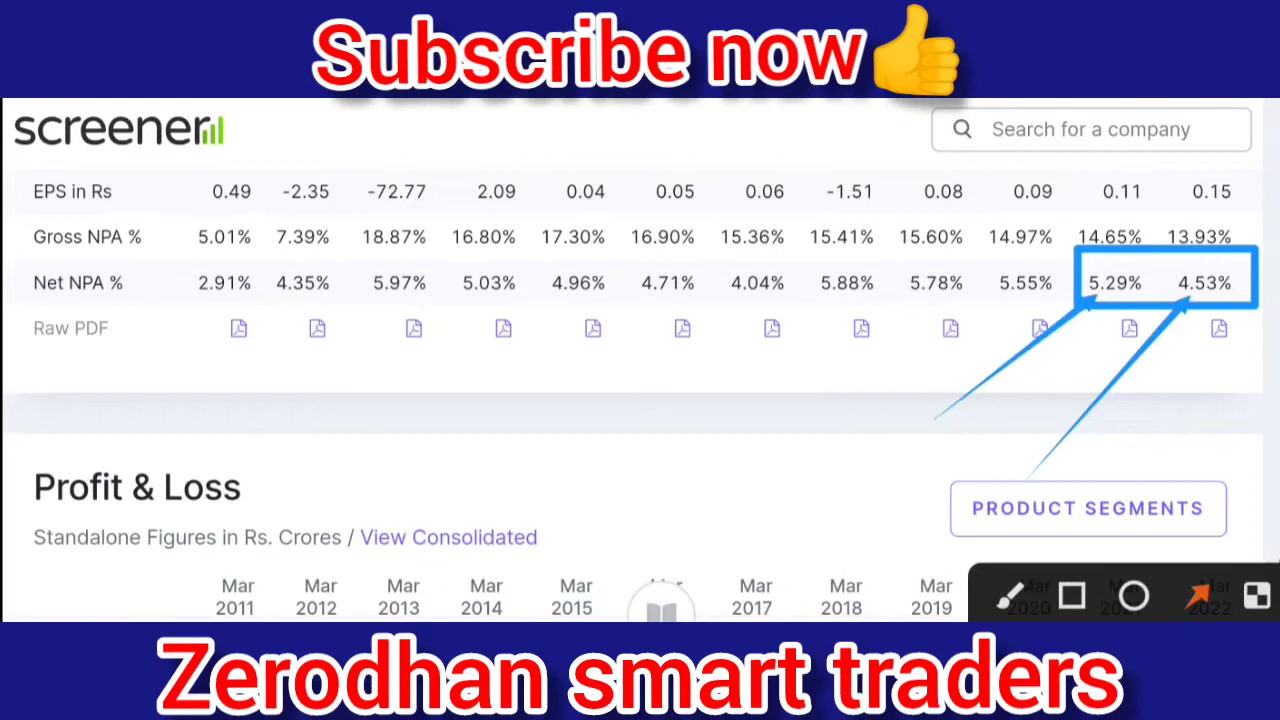 Subscribe now👍
screener
Search for a company
EPS in Rs 0.49 -2.35 -72.77 2.09 0.04 0.05 0.06 -1.51 0.08 0.09 0.11 0.15
Gross NPA % 5.01% 7.39% 18.87% 16.80% 17.30% 16.90% 15.36% 15.41% 15.60% 14.97% 14.65% 13.93%
Net NPA % 2.91% 4.35% 5.97% 5.03% 4.96% 4.71% 4.04% 5.88% 5.78% 5.55% 5.29% 4.53%
Raw PDF
Profit & Loss
PRODUCT SEGMENTS
Standalone Figures in Rs. Crores / View Consolidated
Mar Mar Mar Mar Mar Mar Mar Mar Mar Mar
2011 2012 2013 2014 2015 2017 2018 2019 2020 2021 2022
Zerodhan smart traders